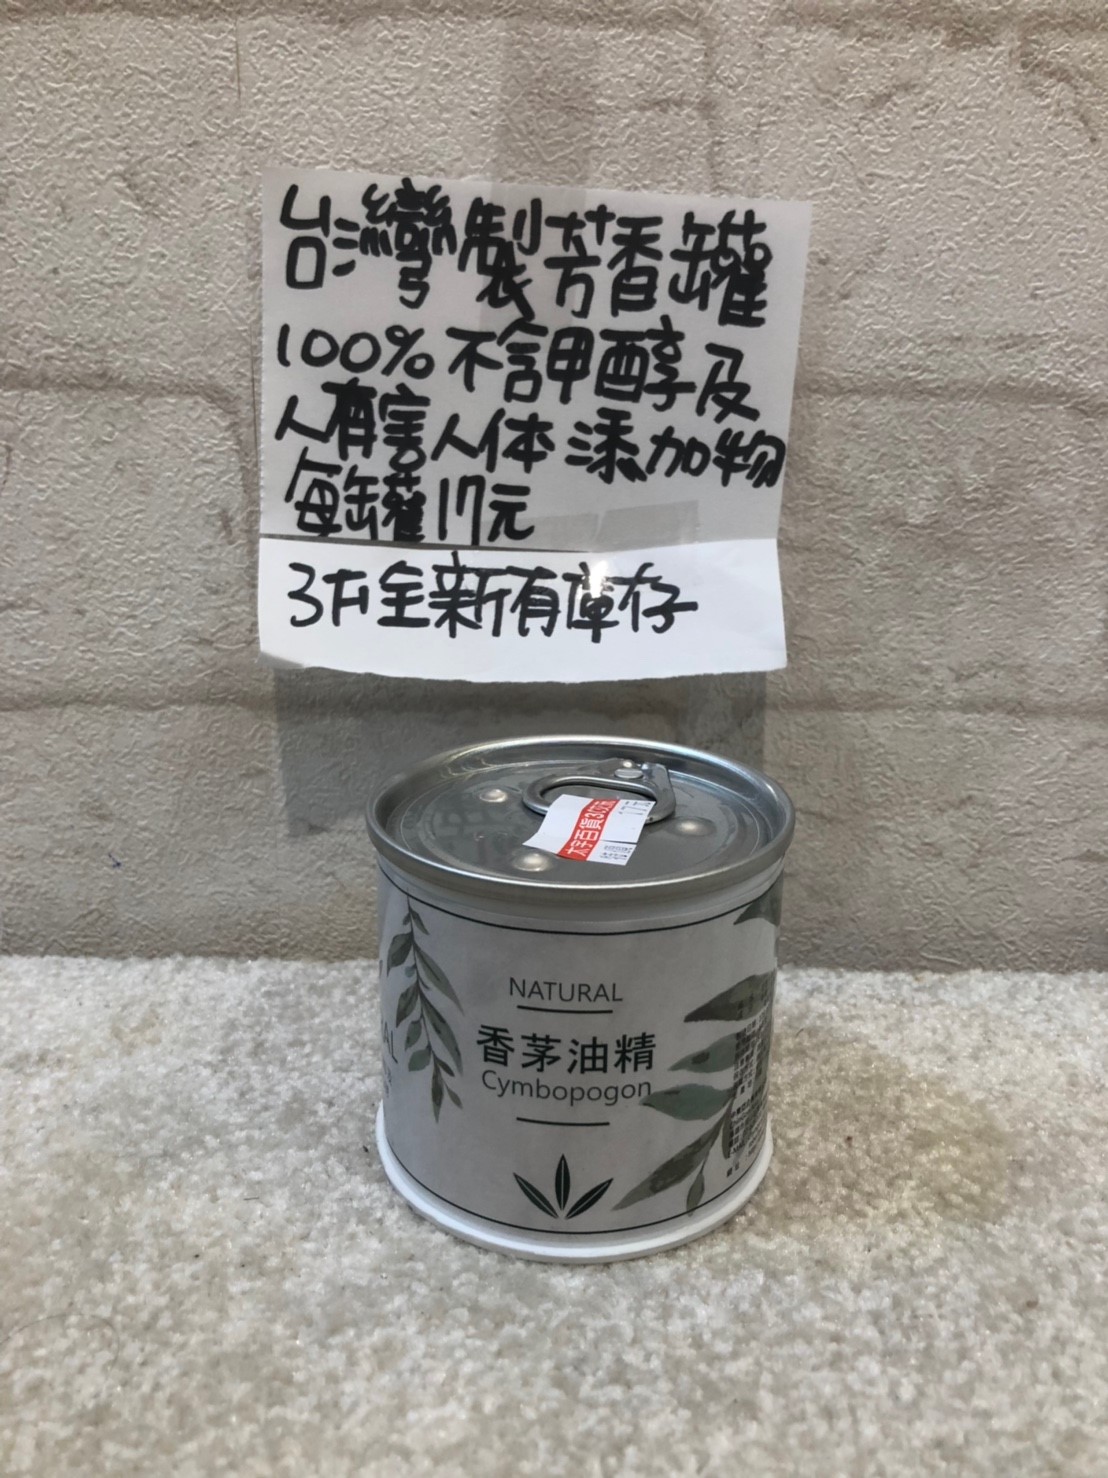 台灣製芳香罐
100%不含甲醇及
人有害人体添加物
每罐17元
3F全新有庫存
NATURAL
香茅油精
Cymbopogon